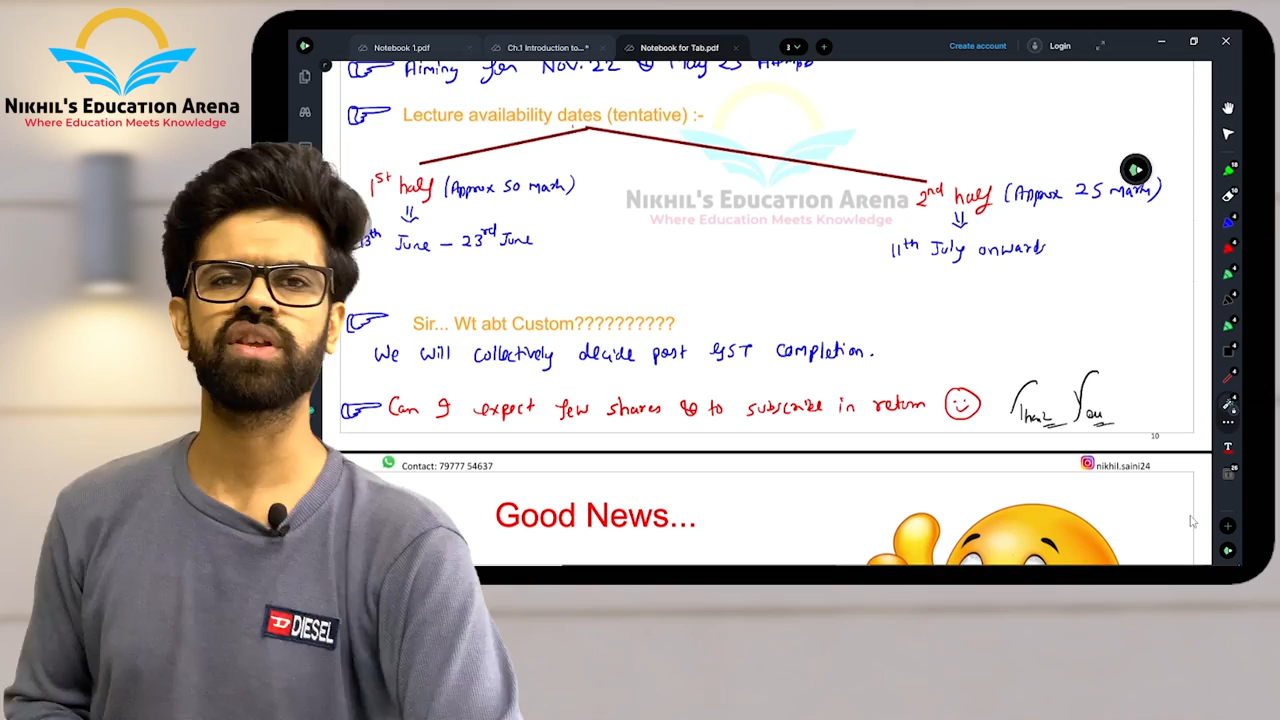 NIKHIL'S EDUCATION ARENA
Where Education Meets Knowledge
Notebook 1.pdf
Ch.1 Introduction to...*
Notebook for Tab.pdf
3
Create account
Login
Aiming for Nov.'22 & May 23 Attempt
Lecture availability dates (tentative) :-
1st half (Approx 50 mark)
2nd half (Approx 25 mark)
13th June - 23rd June
11th July onwards
NIKHIL'S EDUCATION ARENA
Where Education Meets Knowledge
Sir... Wt abt Custom??????????
We will collectively decide post GST completion.
Can I expect few shares & to subscribe in return
You
10
Contact: 79777 54637
nikhil.saini24
Good News...
DIESEL